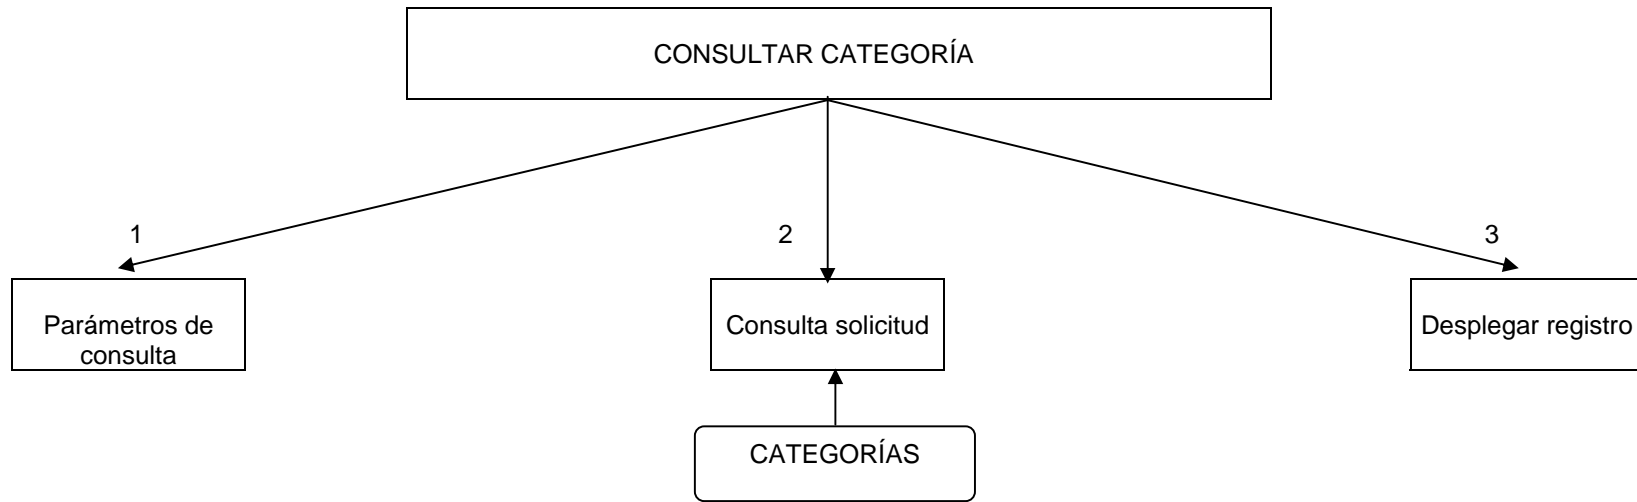 CONSULTAR CATEGORÍA
1
2
3
Parámetros de
consulta
Consulta solicitud
Desplegar registro
CATEGORÍAS